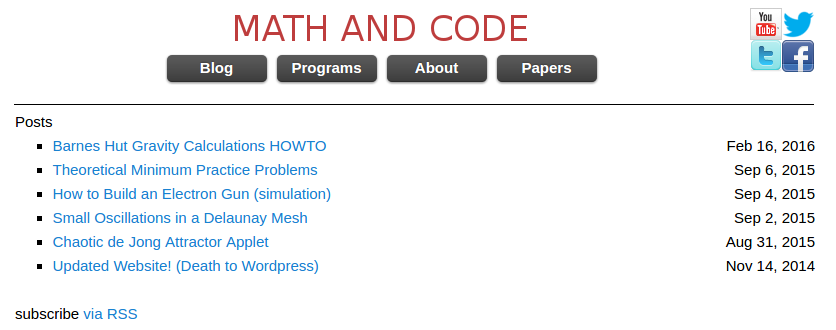 MATH AND CODE
You
Tube
t
f
Blog Programs About Papers
Posts
Barnes Hut Gravity Calculations HOWTO Feb 16, 2016
Theoretical Minimum Practice Problems Sep 6, 2015
How to Build an Electron Gun (simulation) Sep 4, 2015
Small Oscillations in a Delaunay Mesh Sep 2, 2015
Chaotic de Jong Attractor Applet Aug 31, 2015
Updated Website! (Death to Wordpress) Nov 14, 2014
subscribe via RSS